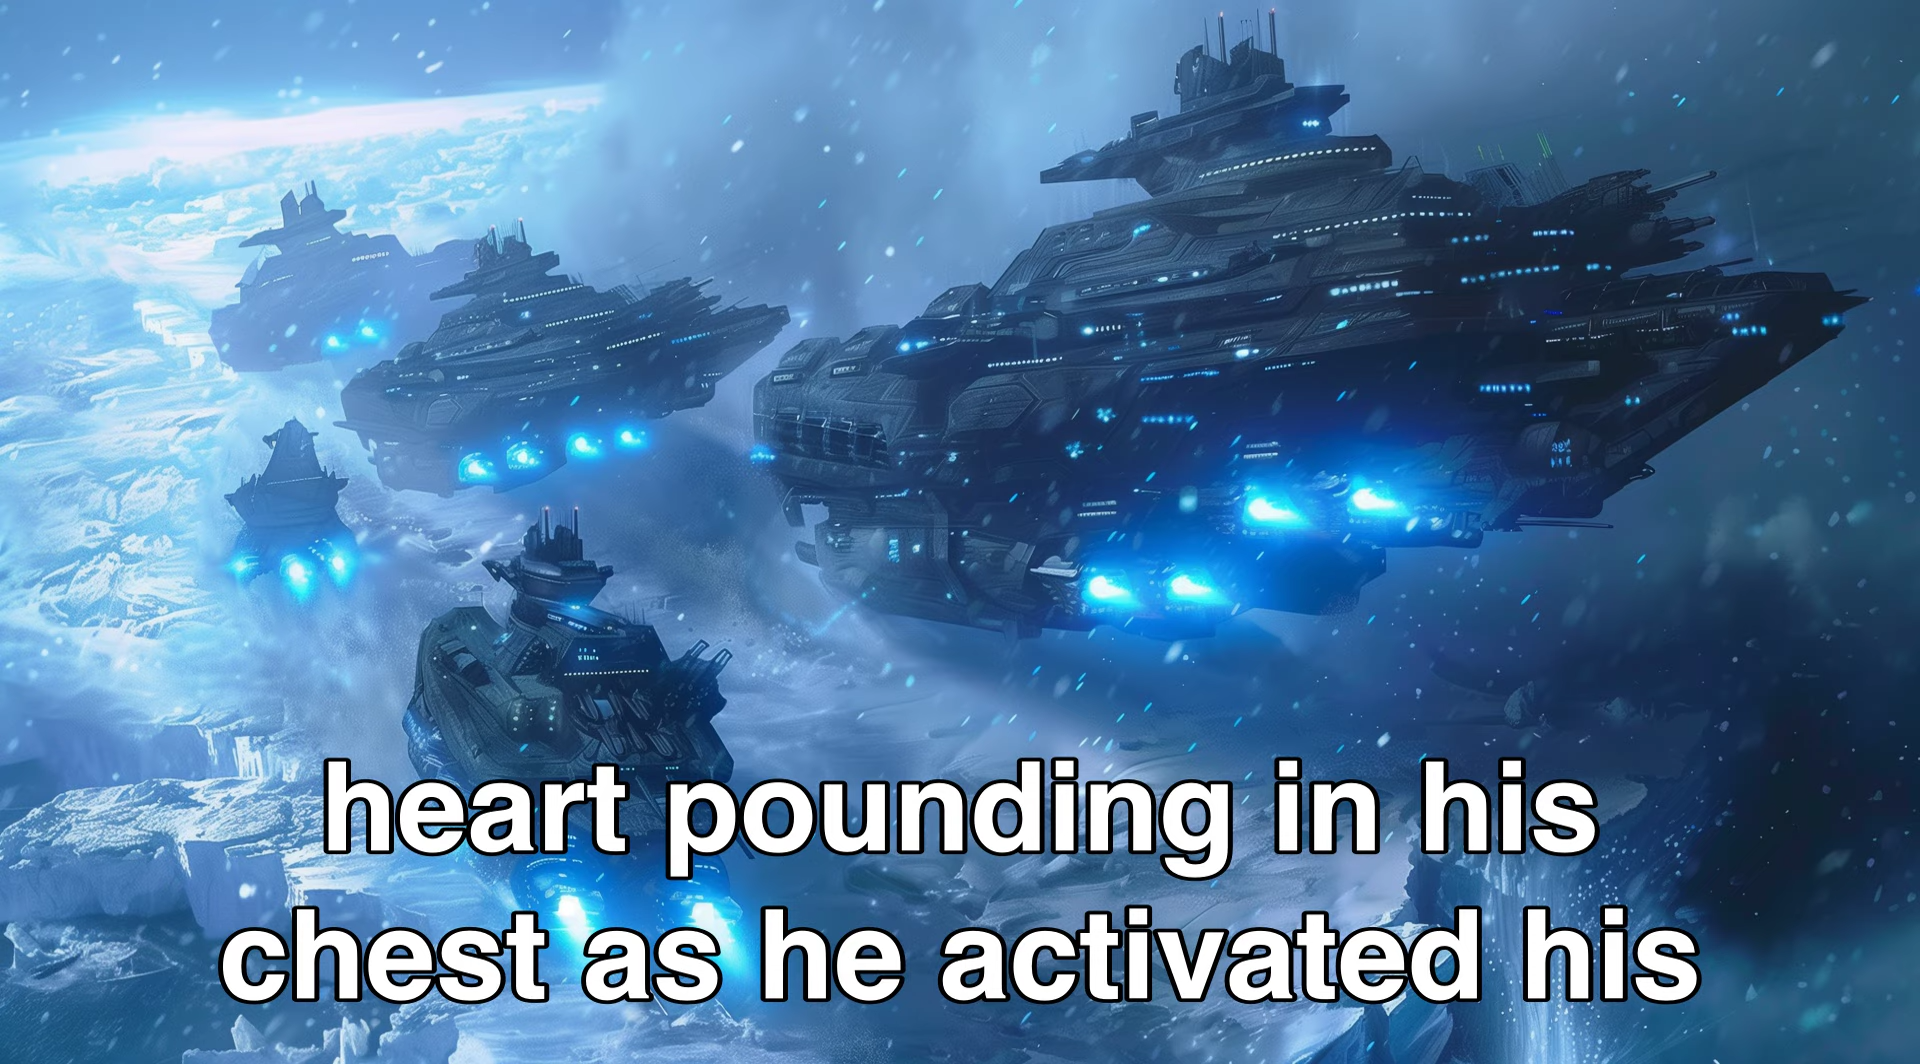 heart pounding in his
chest as he activated his